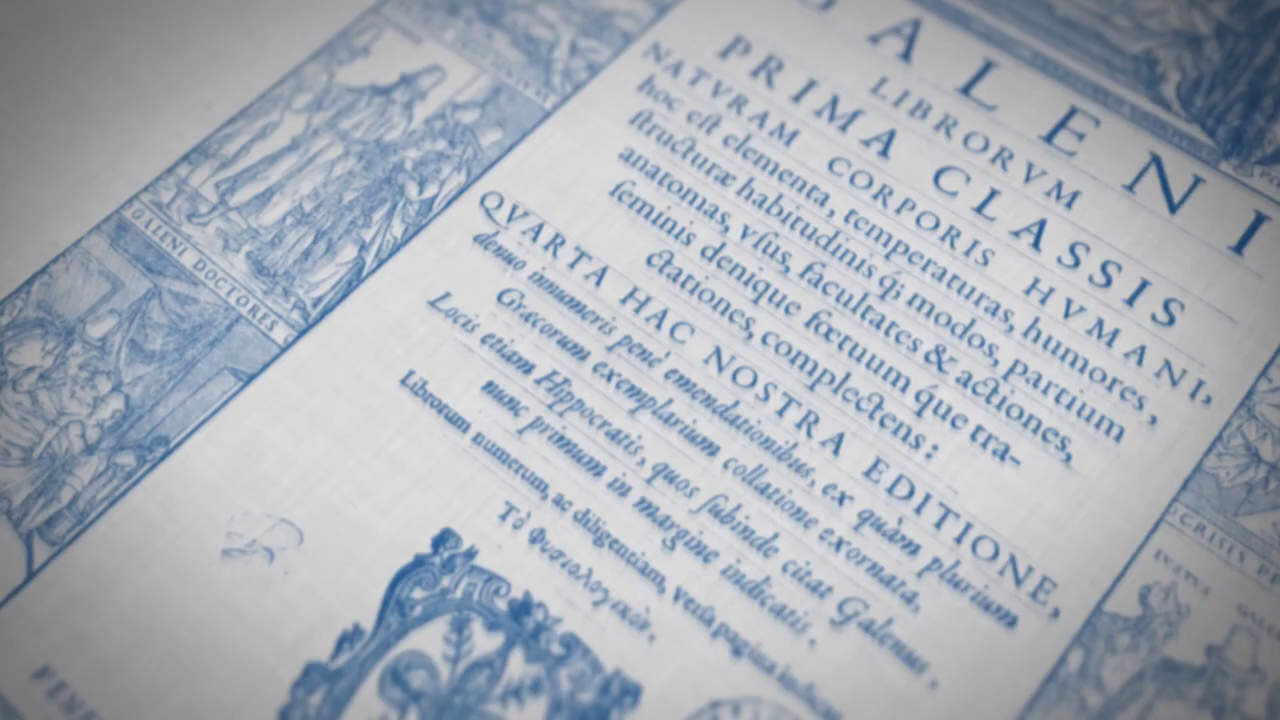 GALENI
LIBRORVM
PRIMA CLASSIS
NATVRAM CORPORIS HVMANI,
hoc eſt elementa, temperaturas, humores,
ſtructuræ habitudinis q́; modos, partium
anatomas, vſus, facultates & actiones,
ſeminis denique fœtuum q́ue tra-
ctationes, complectens:
QVARTA HAC NOSTRA EDITIONE,
denuo innumeris penè emendationibus, ex quàm plurium
Græcorum exemplarium collatione exornata.
Locis etiam Hippocratis, quos ſubinde citat Galenus,
nunc primum in margine indicatis.
Librorum numerum, ac diligentiam, verſa pagina indicat
Τὸ Φυσιολογικὸν.
GALENI DOCTORES